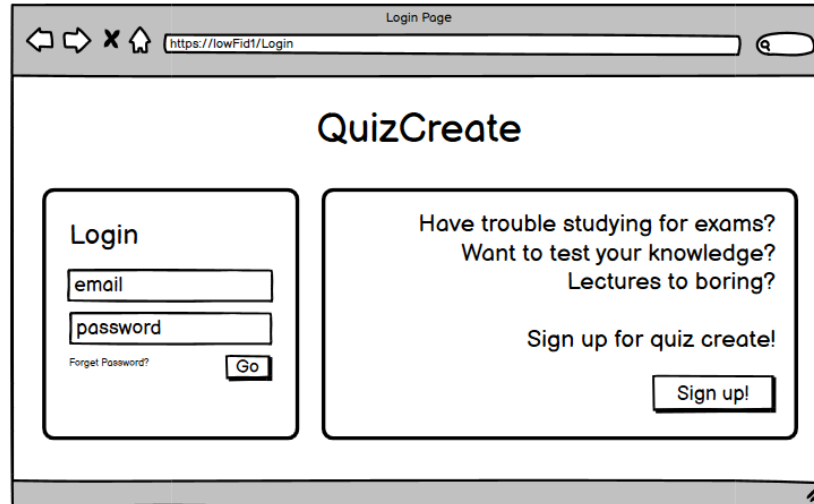 Login Page
https://lowFid1/Login
QuizCreate
Login
email
password
Forget Password?
Go
Have trouble studying for exams?
Want to test your knowledge?
Lectures to boring?
Sign up for quiz create!
Sign up!